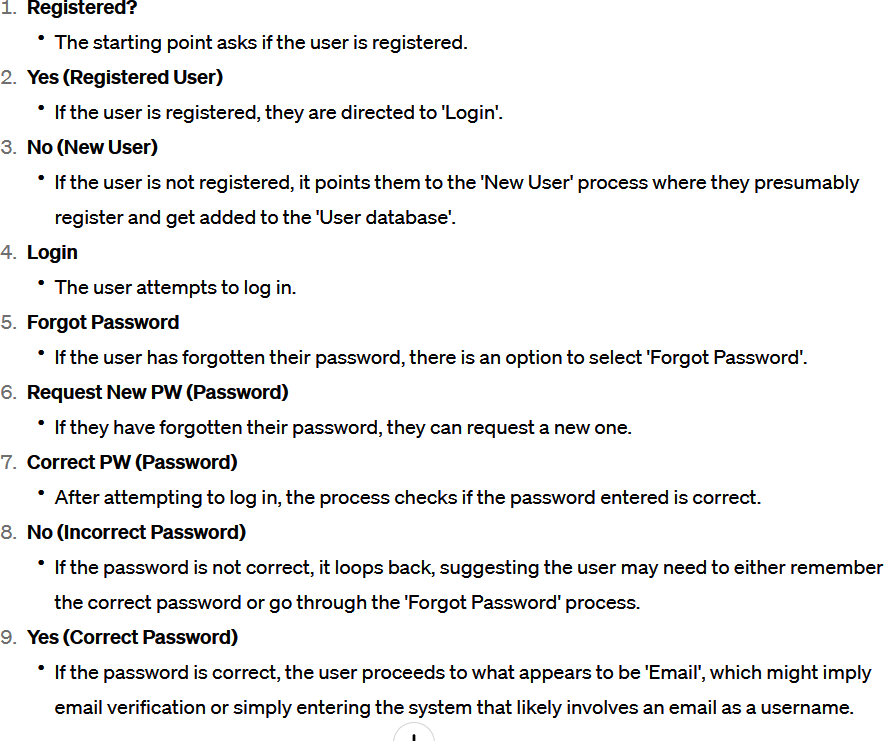 1. Registered?
• The starting point asks if the user is registered.
2. Yes (Registered User)
• If the user is registered, they are directed to 'Login'.
3. No (New User)
• If the user is not registered, it points them to the 'New User' process where they presumably
register and get added to the 'User database'.
4. Login
• The user attempts to log in.
5. Forgot Password
• If the user has forgotten their password, there is an option to select 'Forgot Password'.
6. Request New PW (Password)
• If they have forgotten their password, they can request a new one.
7. Correct PW (Password)
• After attempting to log in, the process checks if the password entered is correct.
8. No (Incorrect Password)
• If the password is not correct, it loops back, suggesting the user may need to either remember
the correct password or go through the 'Forgot Password' process.
9. Yes (Correct Password)
• If the password is correct, the user proceeds to what appears to be 'Email', which might imply
email verification or simply entering the system that likely involves an email as a username.